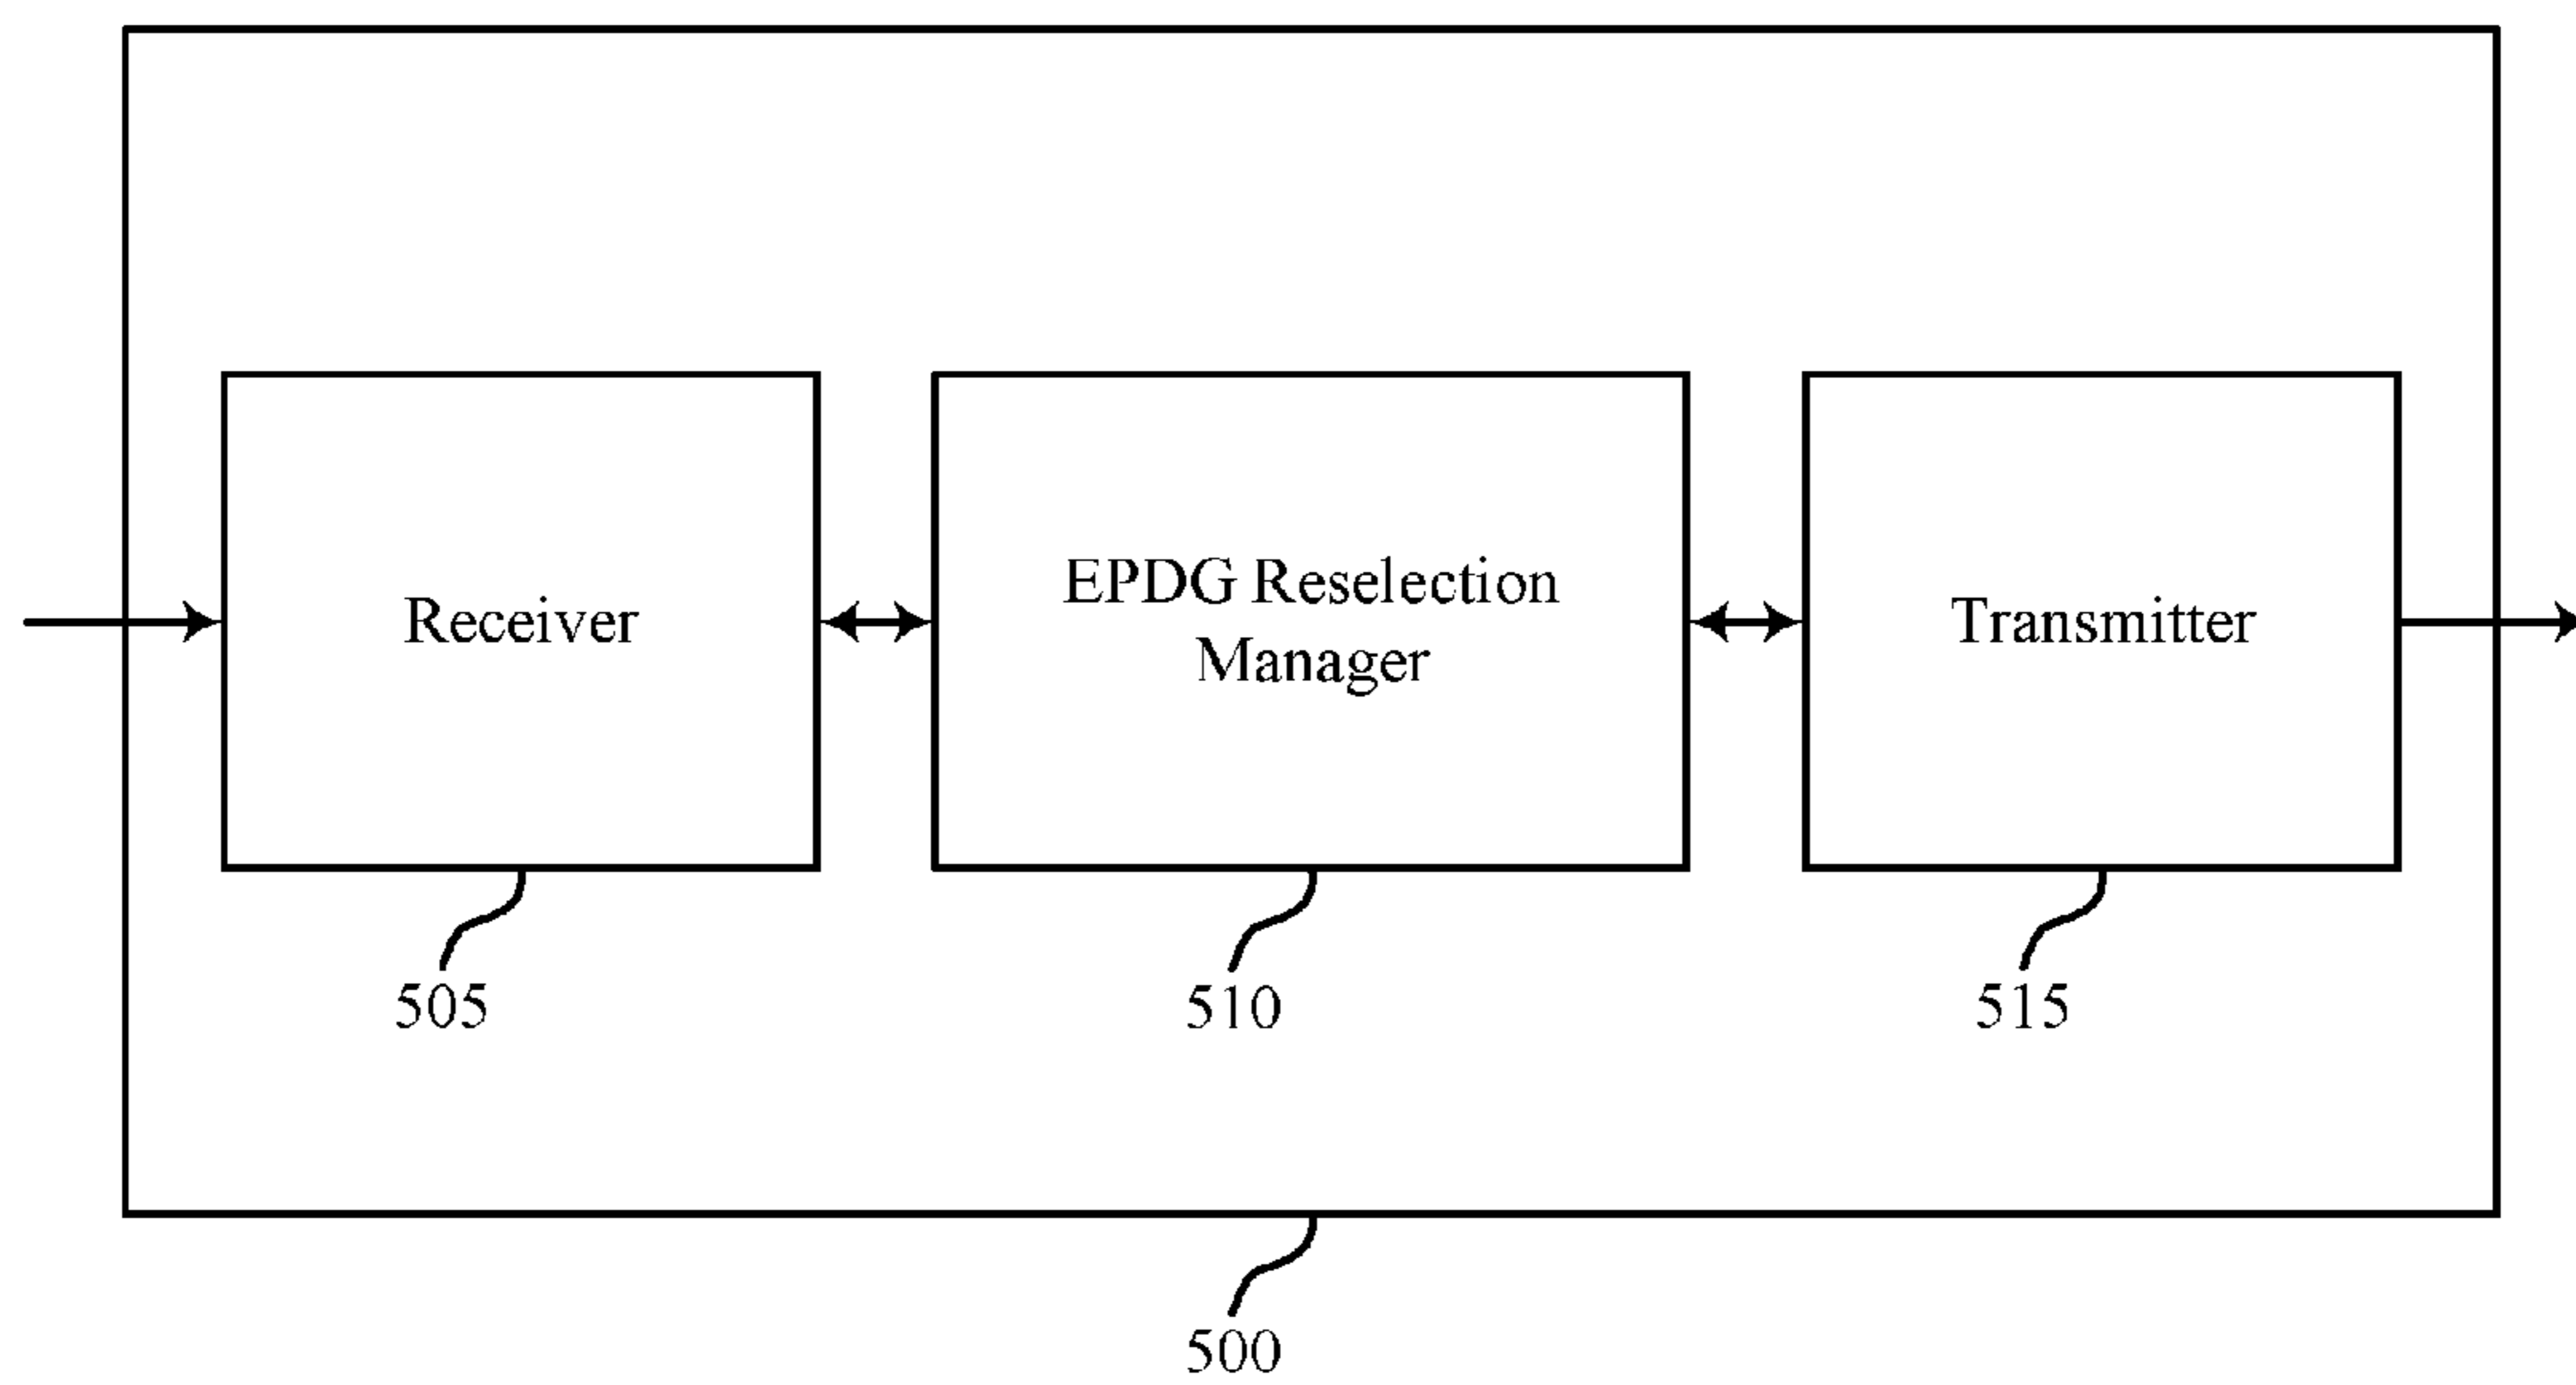 Receiver
EPDG Reselection
Manager
Transmitter
505
510
515
500